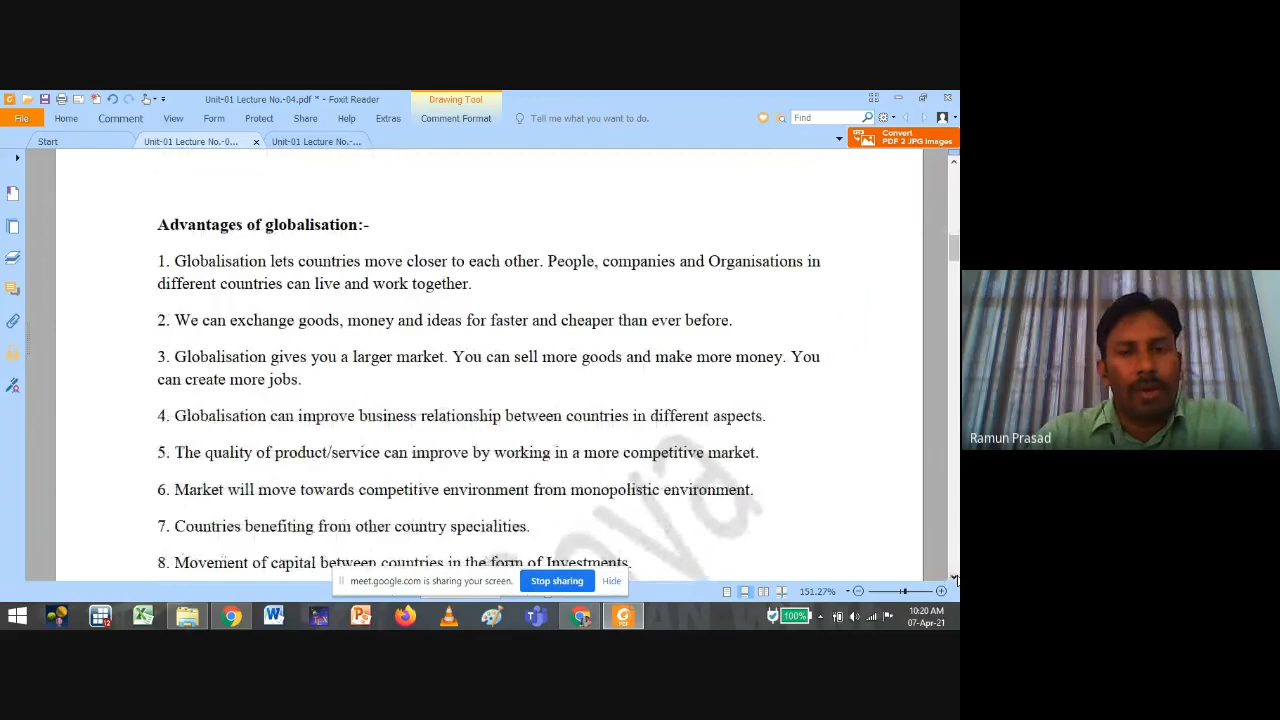 Unit-01 Lecture No.-04.pdf * - Foxit Reader
Drawing Tool
File
Home
Comment
View
Form
Protect
Share
Help
Extras
Comment Format
Tell me what you want to do.
Find
Start
Unit-01 Lecture No.-0...
Unit-01 Lecture No.-...
Convert
PDF 2 JPG Images
Advantages of globalisation:-
1. Globalisation lets countries move closer to each other. People, companies and Organisations in
different countries can live and work together.
2. We can exchange goods, money and ideas for faster and cheaper than ever before.
3. Globalisation gives you a larger market. You can sell more goods and make more money. You
can create more jobs.
4. Globalisation can improve business relationship between countries in different aspects.
5. The quality of product/service can improve by working in a more competitive market.
6. Market will move towards competitive environment from monopolistic environment.
7. Countries benefiting from other country specialities.
8. Movement of capital between countries in the form of Investments.
Ramun Prasad
meet.google.com is sharing your screen.
Stop sharing
Hide
151.27%
100%
10:20 AM
07-Apr-21